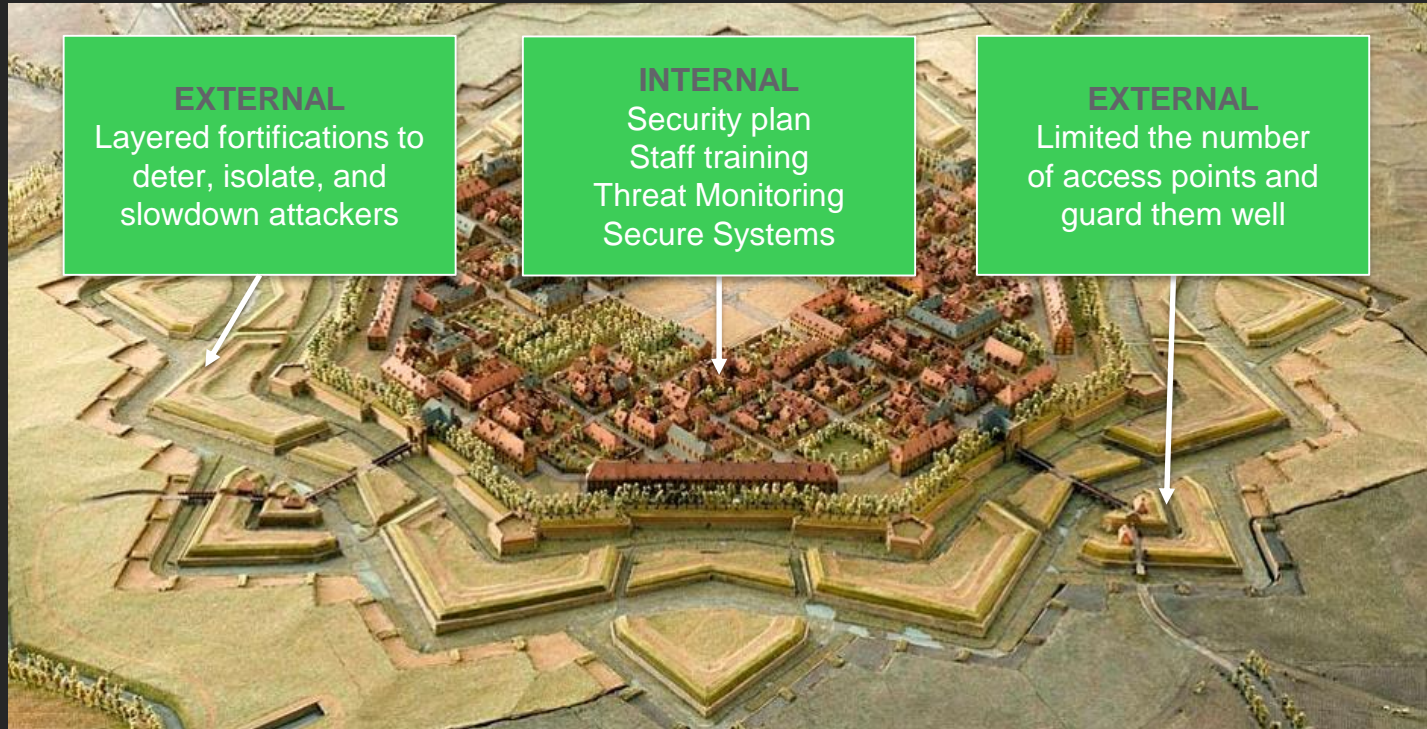 EXTERNAL
Layered fortifications to
deter, isolate, and
slowdown attackers
INTERNAL
Security plan
Staff training
Threat Monitoring
Secure Systems
EXTERNAL
Limited the number
of access points and
guard them well